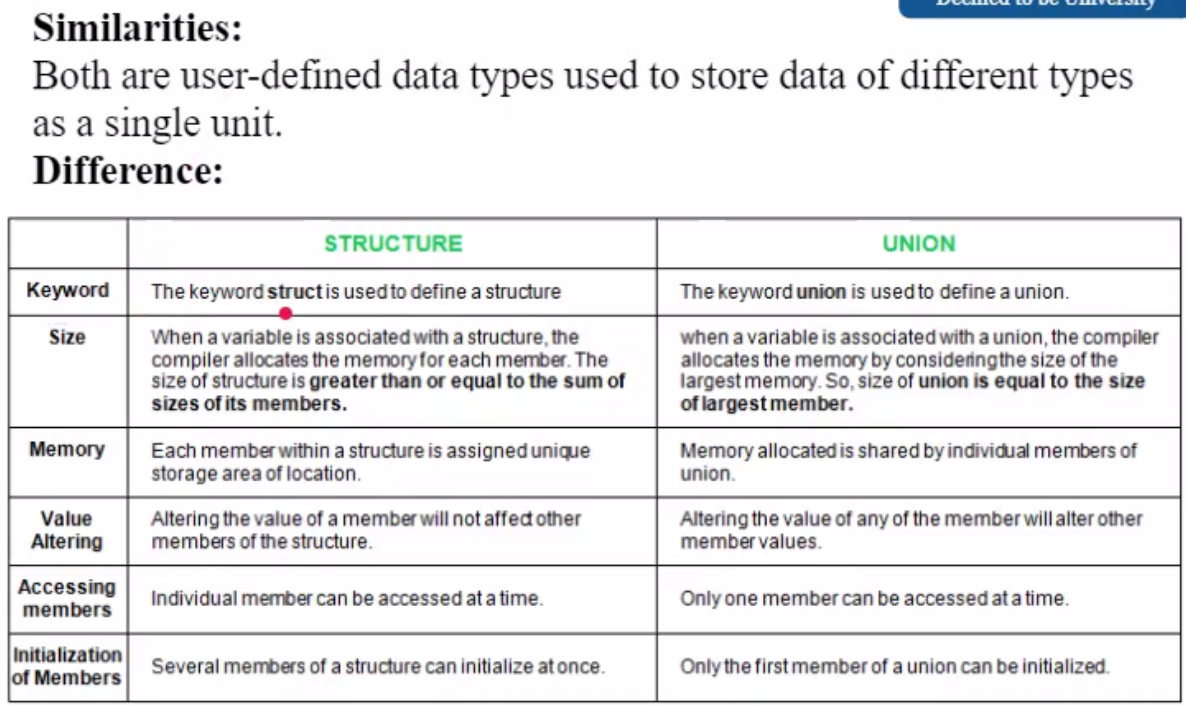 Deemed to be University
Similarities:
Both are user-defined data types used to store data of different types
as a single unit.
Difference:
STRUCTURE
UNION
Keyword
The keyword struct is used to define a structure
The keyword union is used to define a union.
Size
When a variable is associated with a structure, the
compiler allocates the memory for each member. The
size of structure is greater than or equal to the sum of
sizes of its members.
when a variable is associated with a union, the compiler
allocates the memory by considering the size of the
largest memory. So, size of union is equal to the size
of largest member.
Memory
Each member within a structure is assigned unique
storage area of location.
Memory allocated is shared by individual members of
union.
Value
Altering
Altering the value of a member will not affect other
members of the structure.
Altering the value of any of the member will alter other
member values.
Accessing
members
Individual member can be accessed at a time.
Only one member can be accessed at a time.
Initialization
of Members
Several members of a structure can initialize at once.
Only the first member of a union can be initialized.